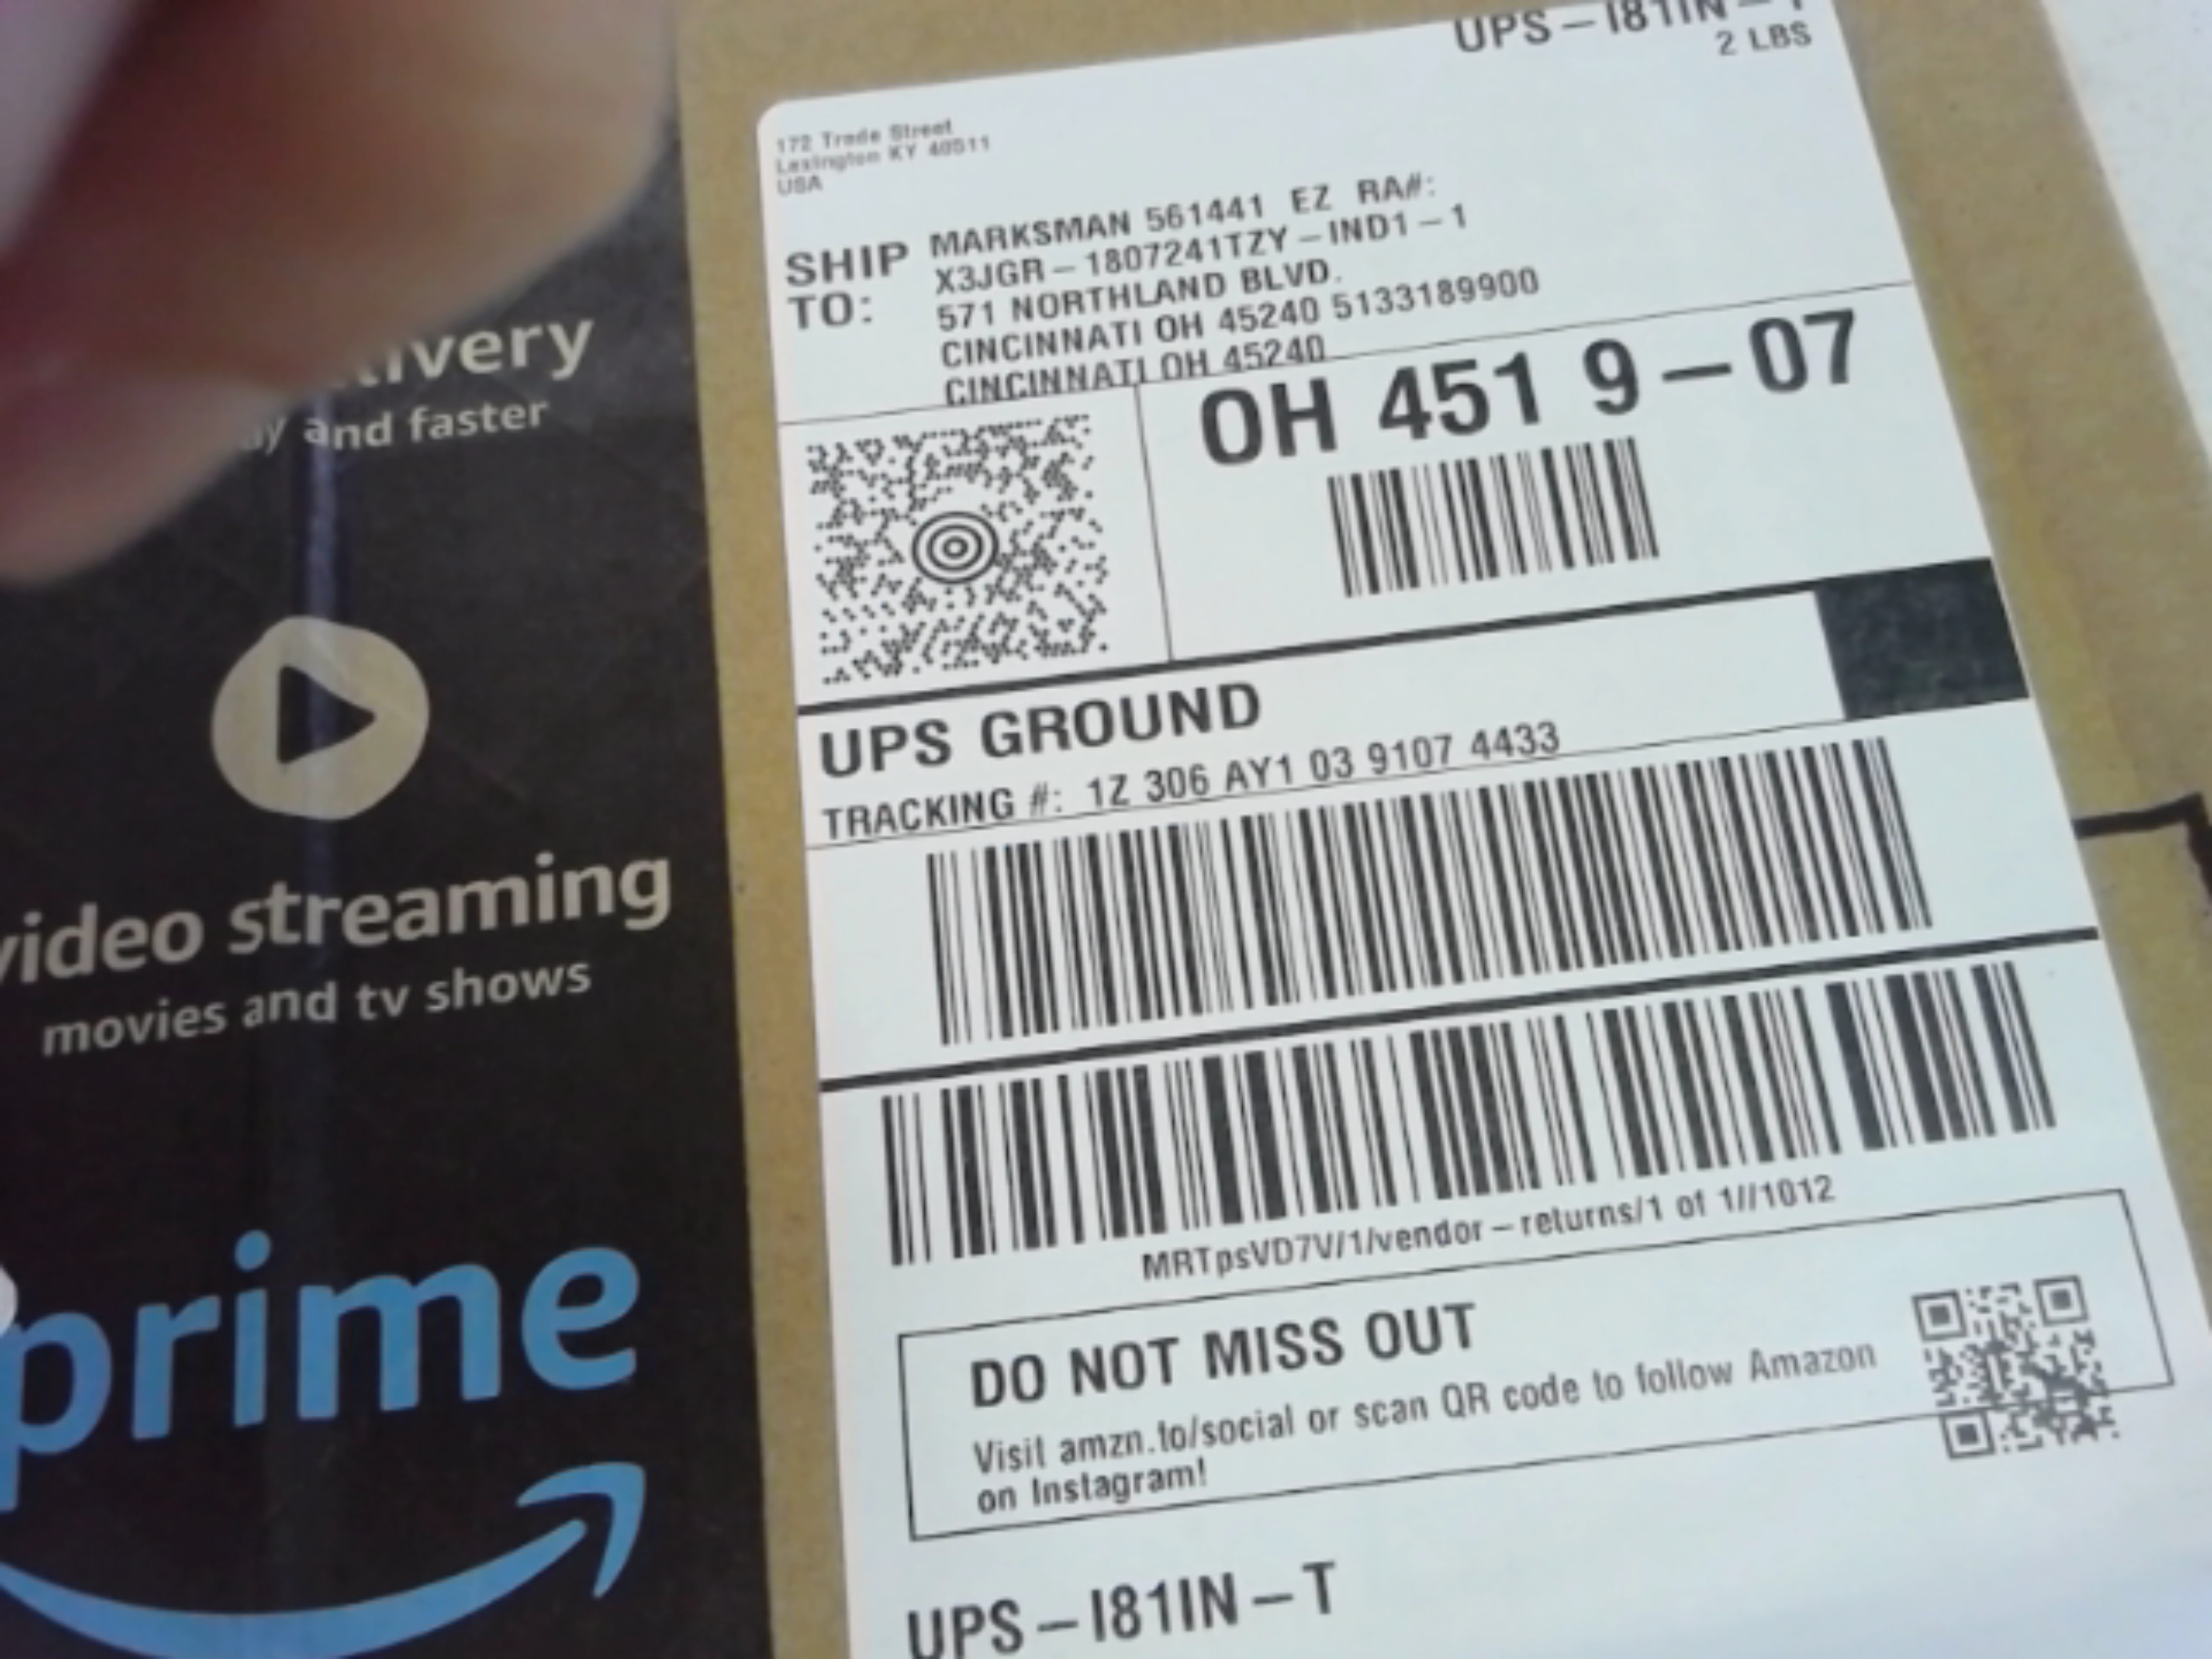 UPS – I81IN – T
2 LBS
172 Trade Street
Lexington KY 40511
USA
SHIP
TO:
MARKSMAN 561441 EZ RA#:
X3JGR – 1807241TZY – IND1 – 1
571 NORTHLAND BLVD.
CINCINNATI OH 45240 5133189900
CINCINNATI OH 45240
OH 451 9 – 07
UPS GROUND
TRACKING #: 1Z 306 AY1 03 9107 4433
MRTpsVD7V/1/vendor – returns/1 of 1//1012
DO NOT MISS OUT
Visit amzn.to/social or scan QR code to follow Amazon
on Instagram!
UPS – I81IN – T
and faster
video streaming
movies and tv shows
prime